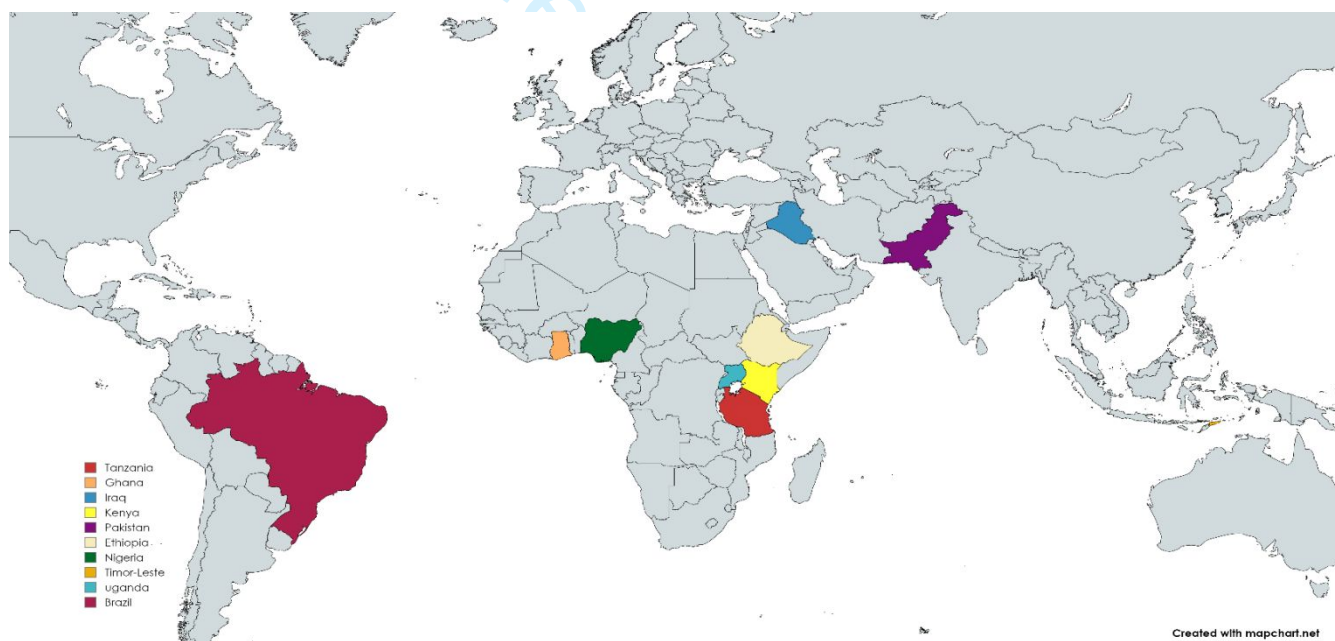 Tanzania
Ghana
Iraq
Kenya
Pakistan
Ethiopia
Nigeria
Timor-Leste
uganda
Brazil
Created with mapchart.net